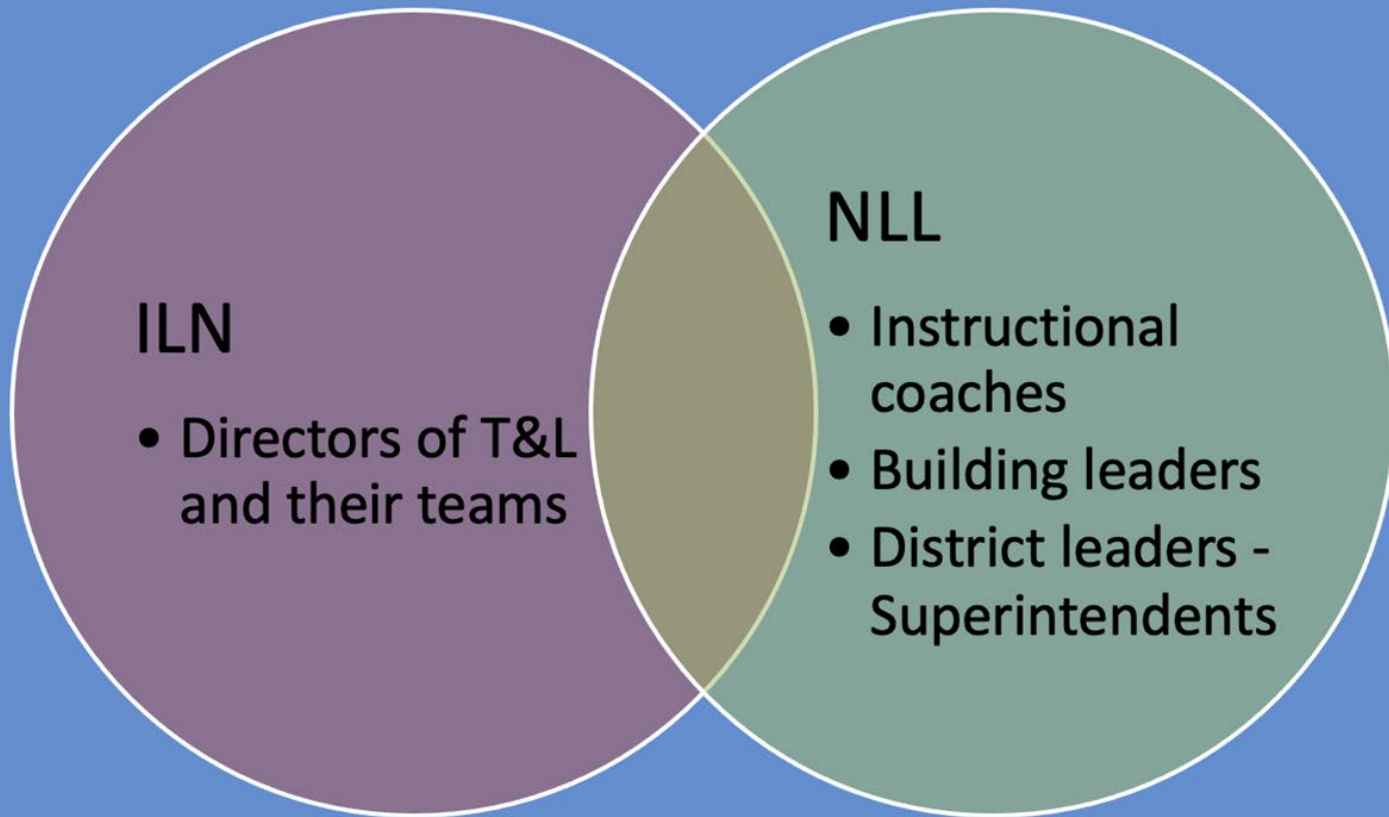 ILN
• Directors of T&L
and their teams
NLL
• Instructional
coaches
• Building leaders
• District leaders -
Superintendents